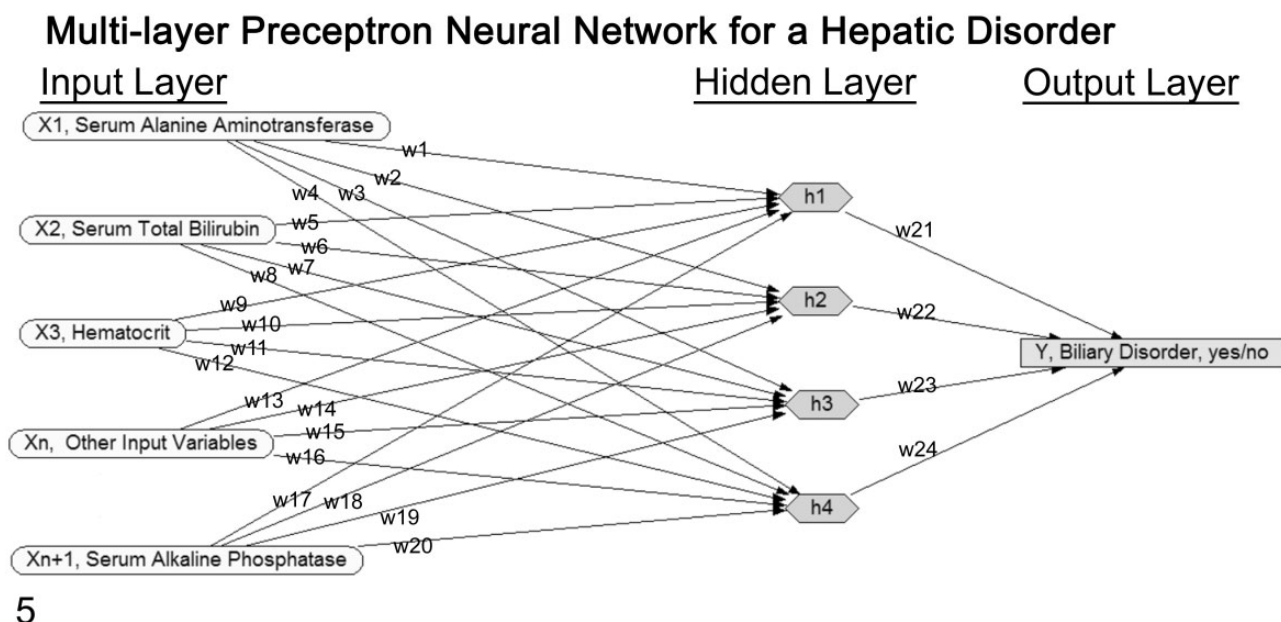 Multi-layer Preceptron Neural Network for a Hepatic Disorder
Input Layer
Hidden Layer
Output Layer
X1, Serum Alanine Aminotransferase
w1
w2
w4
w3
h1
X2, Serum Total Bilirubin
w5
w21
w6
w8
w7
w9
h2
X3, Hematocrit
w10
w22
w11
w12
Y, Biliary Disorder, yes/no
w13
w14
h3
w23
Xn, Other Input Variables
w15
w16
w24
w17
w18
h4
w19
w20
Xn+1, Serum Alkaline Phosphatase
5